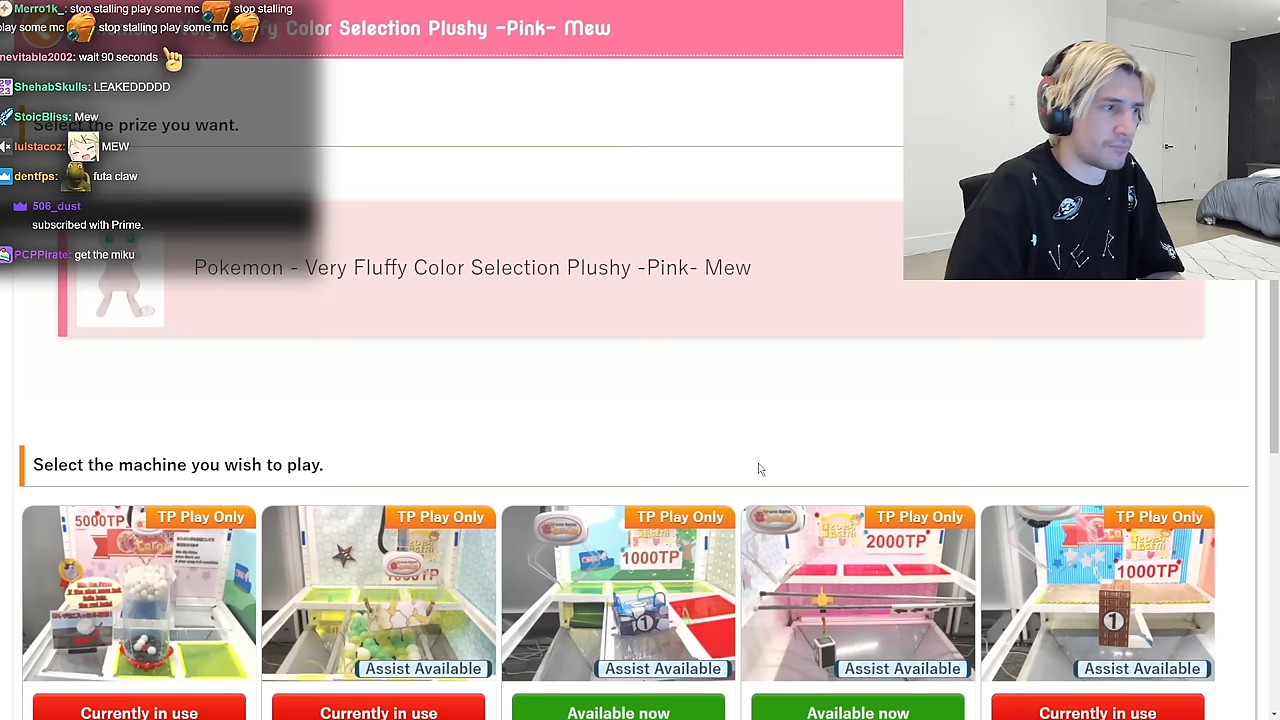 Merro1k_: stop stalling play some mc stop stalling
play some mc stop stalling play some mc
nevitable2002: wait 90 seconds
ShehabSkulls: LEAKEDDDDD
StoicBliss: Mew
luistacoz: MEW
dentfps: futa claw
506_dust
subscribed with Prime.
PCPPirate: get the miku
Color Selection Plushy -Pink- Mew
Select the prize you want.
Pokemon - Very Fluffy Color Selection Plushy -Pink- Mew
Select the machine you wish to play.
TP Play Only
TP Play Only
TP Play Only
TP Play Only
TP Play Only
5000TP
1000TP
2000TP
1000TP
1
1
Assist Available
Assist Available
Assist Available
Assist Available
Currently in use
Currently in use
Available now
Available now
Currently in use